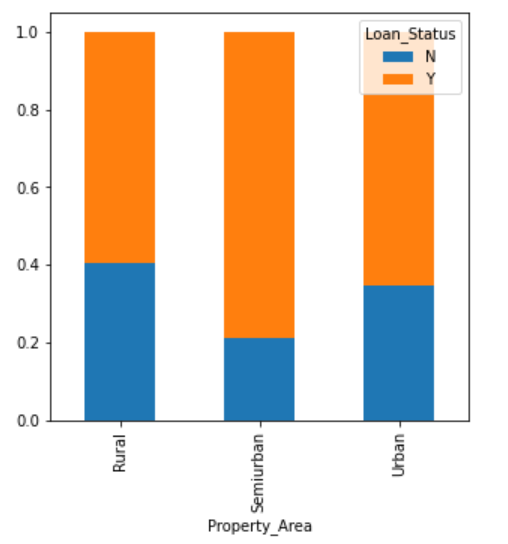 1.0
0.8
0.6
0.4
0.2
0.0
Loan_Status
N
Y
Rural
Semiurban
Urban
Property_Area